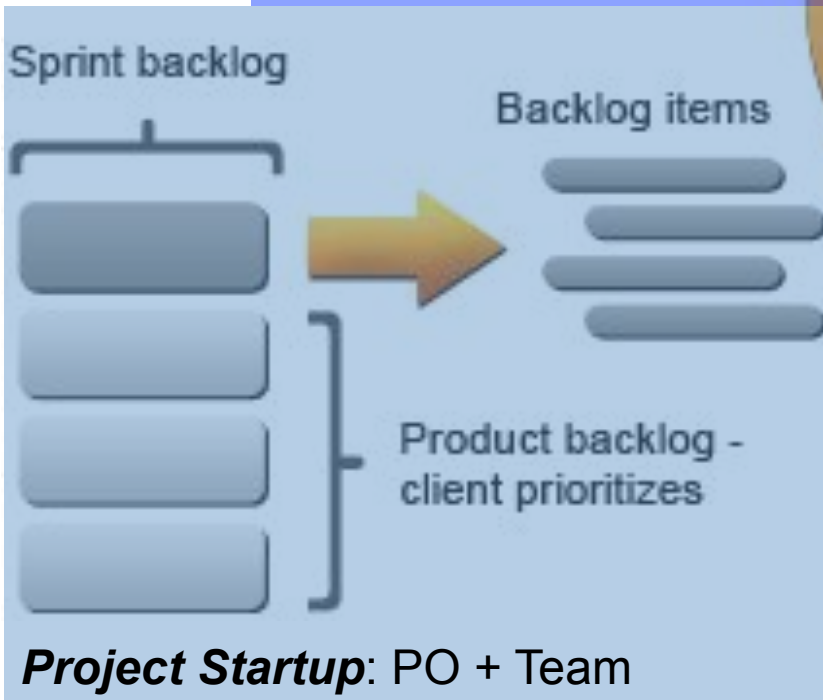 Sprint backlog
Backlog items
Product backlog -
client prioritizes
Project Startup: PO + Team